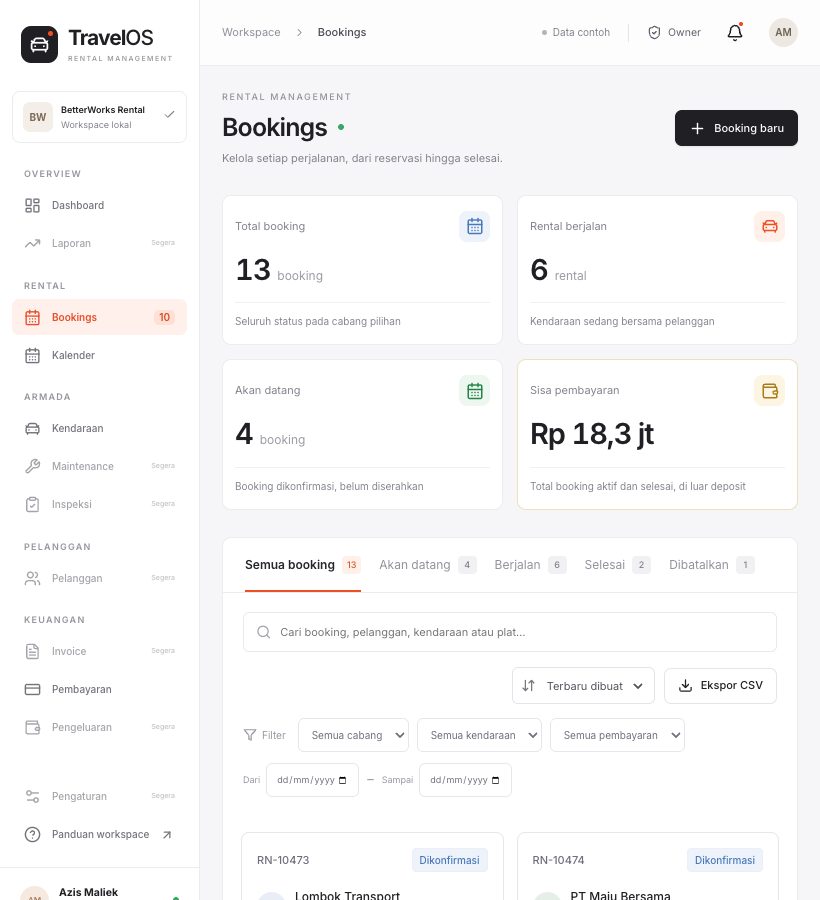 TravelOS
RENTAL MANAGEMENT
BW
BetterWorks Rental
Workspace lokal
OVERVIEW
Dashboard
Laporan Segera
RENTAL
Bookings 10
Kalender
ARMADA
Kendaraan
Maintenance Segera
Inspeksi Segera
PELANGGAN
Pelanggan Segera
KEUANGAN
Invoice Segera
Pembayaran
Pengeluaran Segera
Pengaturan Segera
Panduan workspace
AM
Azis Maliek
Workspace > Bookings
Data contoh
Owner
AM
RENTAL MANAGEMENT
Bookings
Kelola setiap perjalanan, dari reservasi hingga selesai.
+ Booking baru
Total booking
13 booking
Seluruh status pada cabang pilihan
Rental berjalan
6 rental
Kendaraan sedang bersama pelanggan
Akan datang
4 booking
Booking dikonfirmasi, belum diserahkan
Sisa pembayaran
Rp 18,3 jt
Total booking aktif dan selesai, di luar deposit
Semua booking 13 Akan datang 4 Berjalan 6 Selesai 2 Dibatalkan 1
Cari booking, pelanggan, kendaraan atau plat...
Terbaru dibuat Ekspor CSV
Filter Semua cabang Semua kendaraan Semua pembayaran
Dari dd/mm/yyyy – Sampai dd/mm/yyyy
RN-10473 Dikonfirmasi
Lombok Transport
RN-10474 Dikonfirmasi
PT Maju Bersama